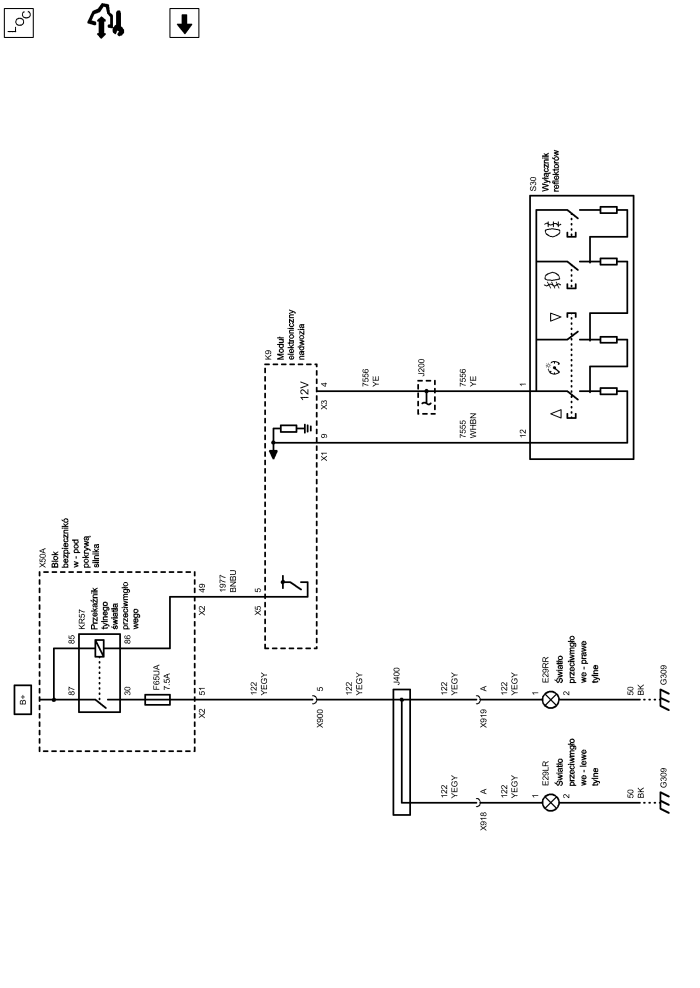 LOC
B+
X50A
Blok
bezpiecznikó
w - pod
pokrywą
silnika
KR57
Przekaźnik
tylnego
światła
przeciwmgło
wego
85
86
87
30
F65UA
7.5A
49
X2
51
X2
1977
BNBU
5
X5
K9
Moduł
elektroniczny
nadwozia
12V
4
X3
9
X1
7556
YE
J200
7556
YE
1
7555
WHBN
12
S30
Wyłącznik
reflektorów
122
YEGY
5
X900
122
YEGY
J400
122
YEGY
A
X919
122
YEGY
1
E29RR
Światło
przeciwmgło
we - prawe
tylne
2
50
BK
G309
122
YEGY
A
X918
122
YEGY
1
E29LR
Światło
przeciwmgło
we - lewe
tylne
2
50
BK
G309